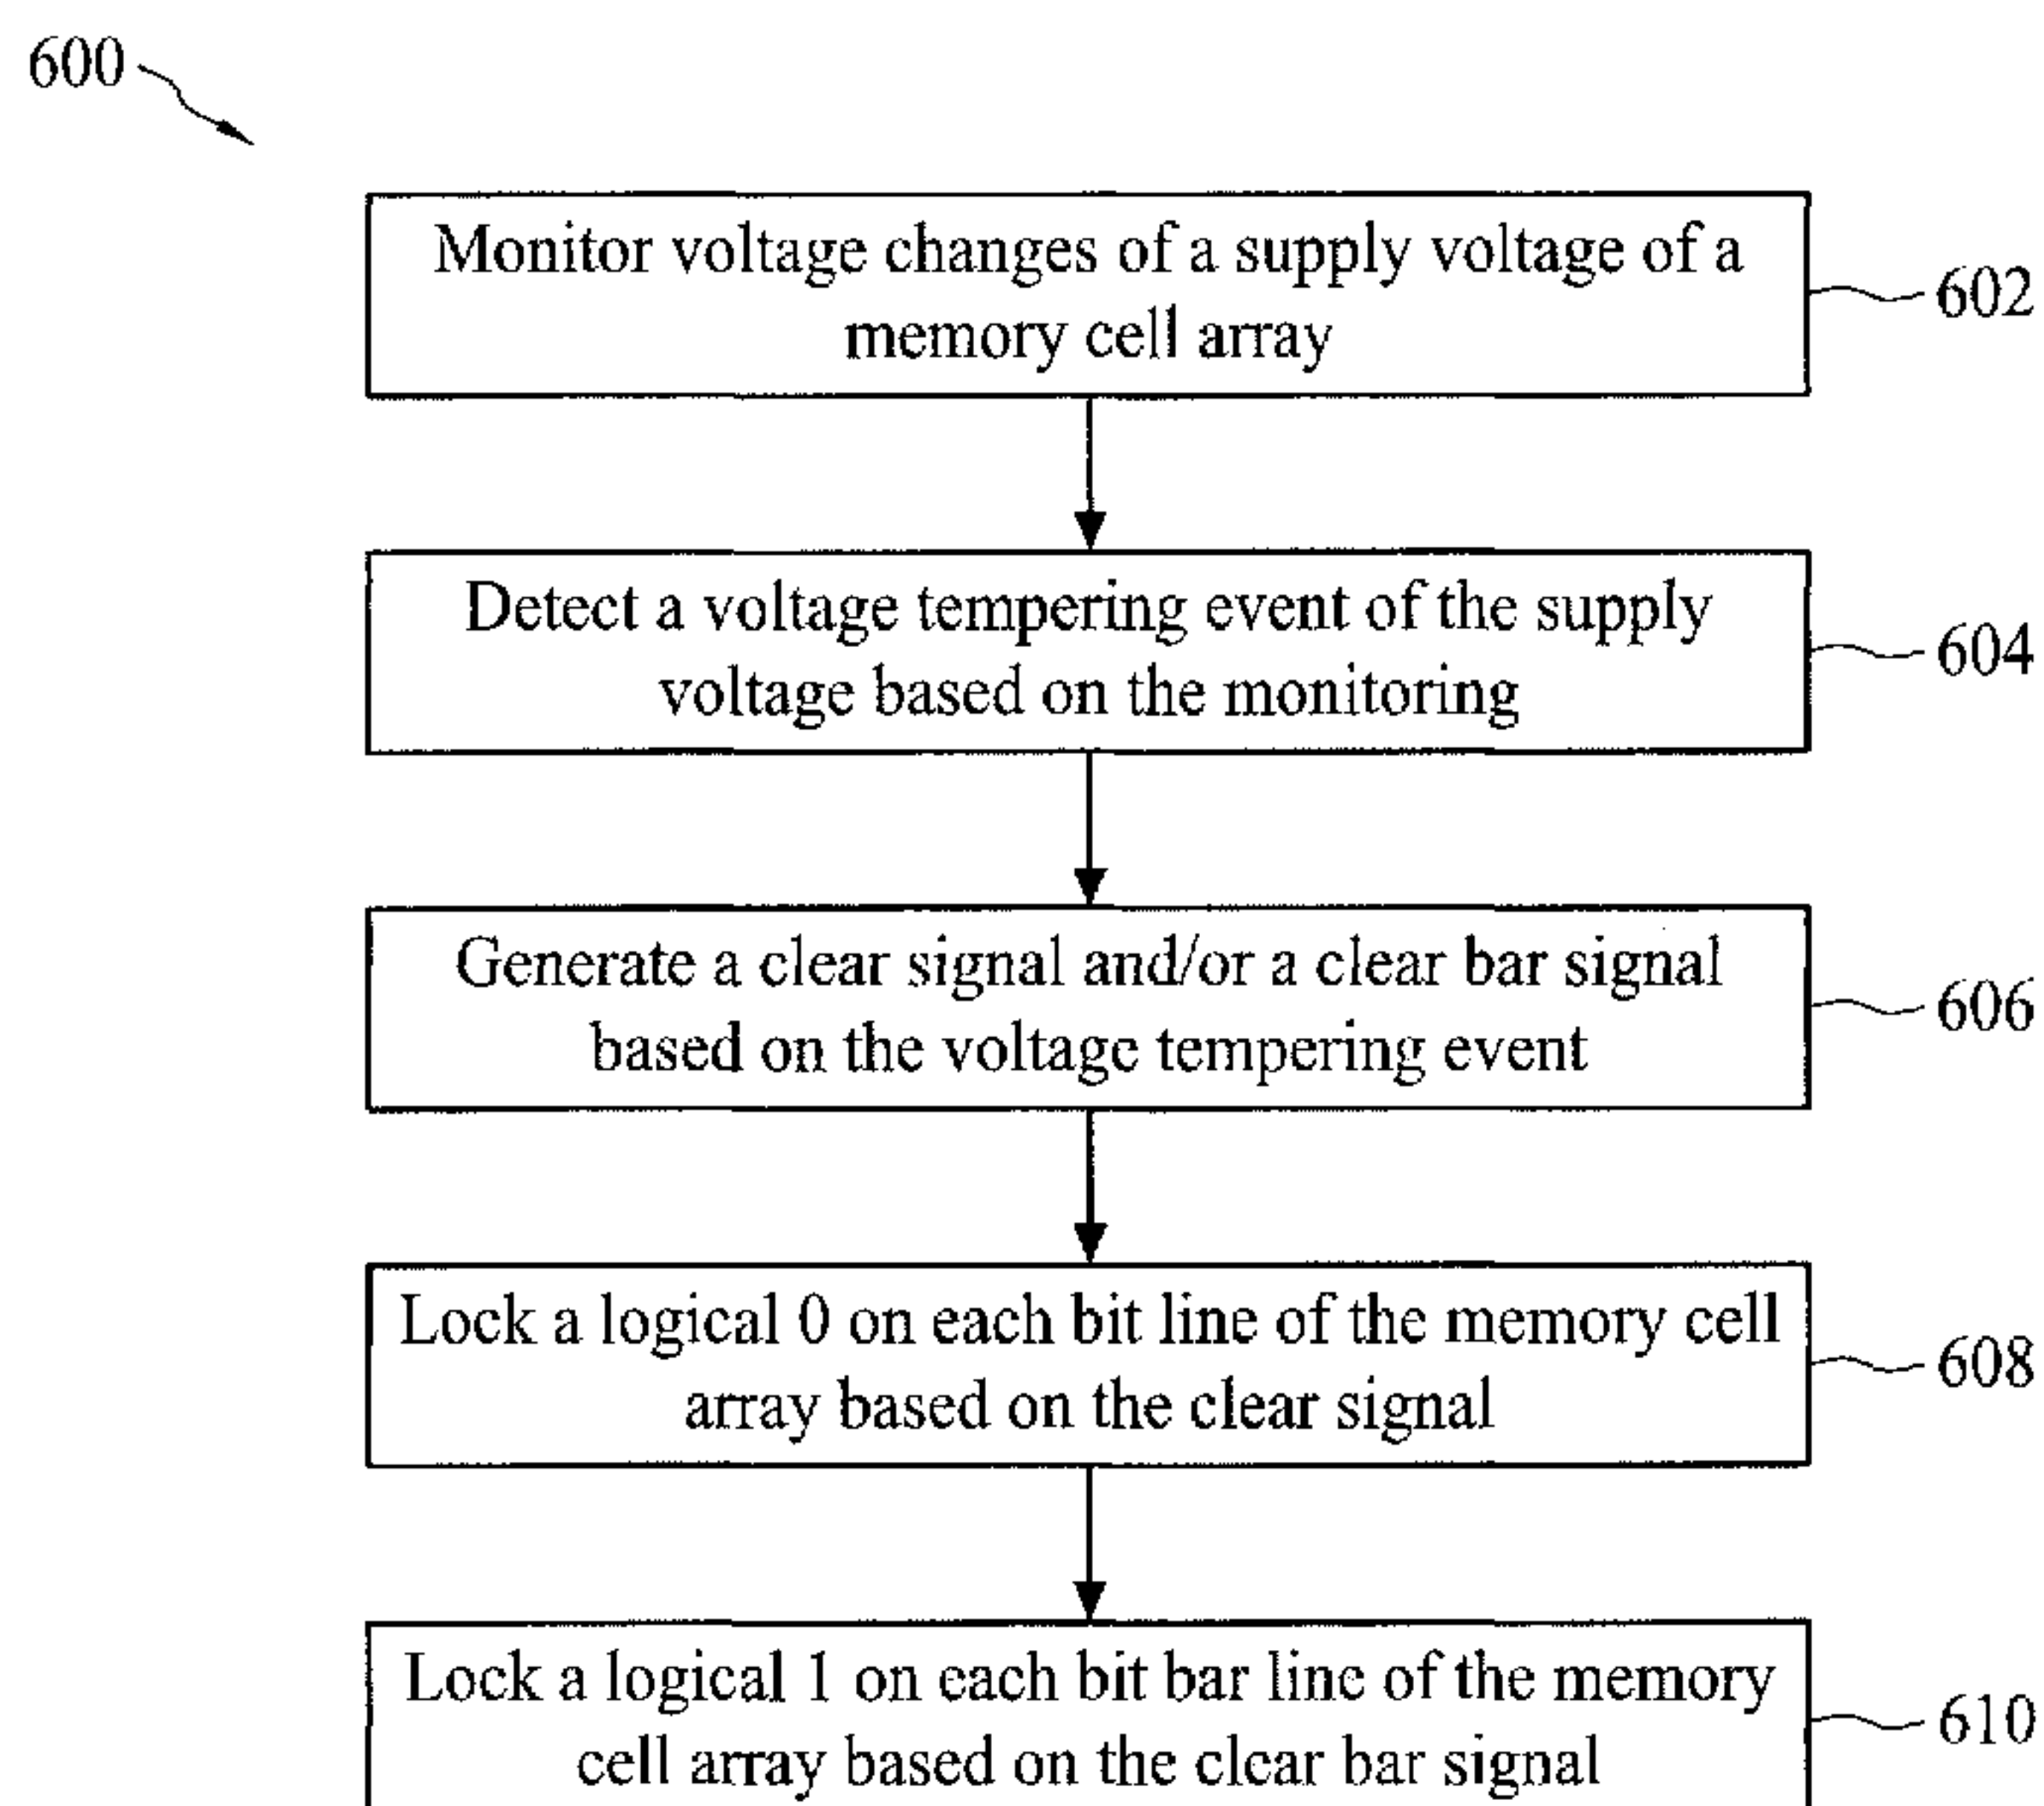 600
Monitor voltage changes of a supply voltage of a
memory cell array
602
Detect a voltage tempering event of the supply
voltage based on the monitoring
604
Generate a clear signal and/or a clear bar signal
based on the voltage tempering event
606
Lock a logical 0 on each bit line of the memory cell
array based on the clear signal
608
Lock a logical 1 on each bit bar line of the memory
cell array based on the clear bar signal
610